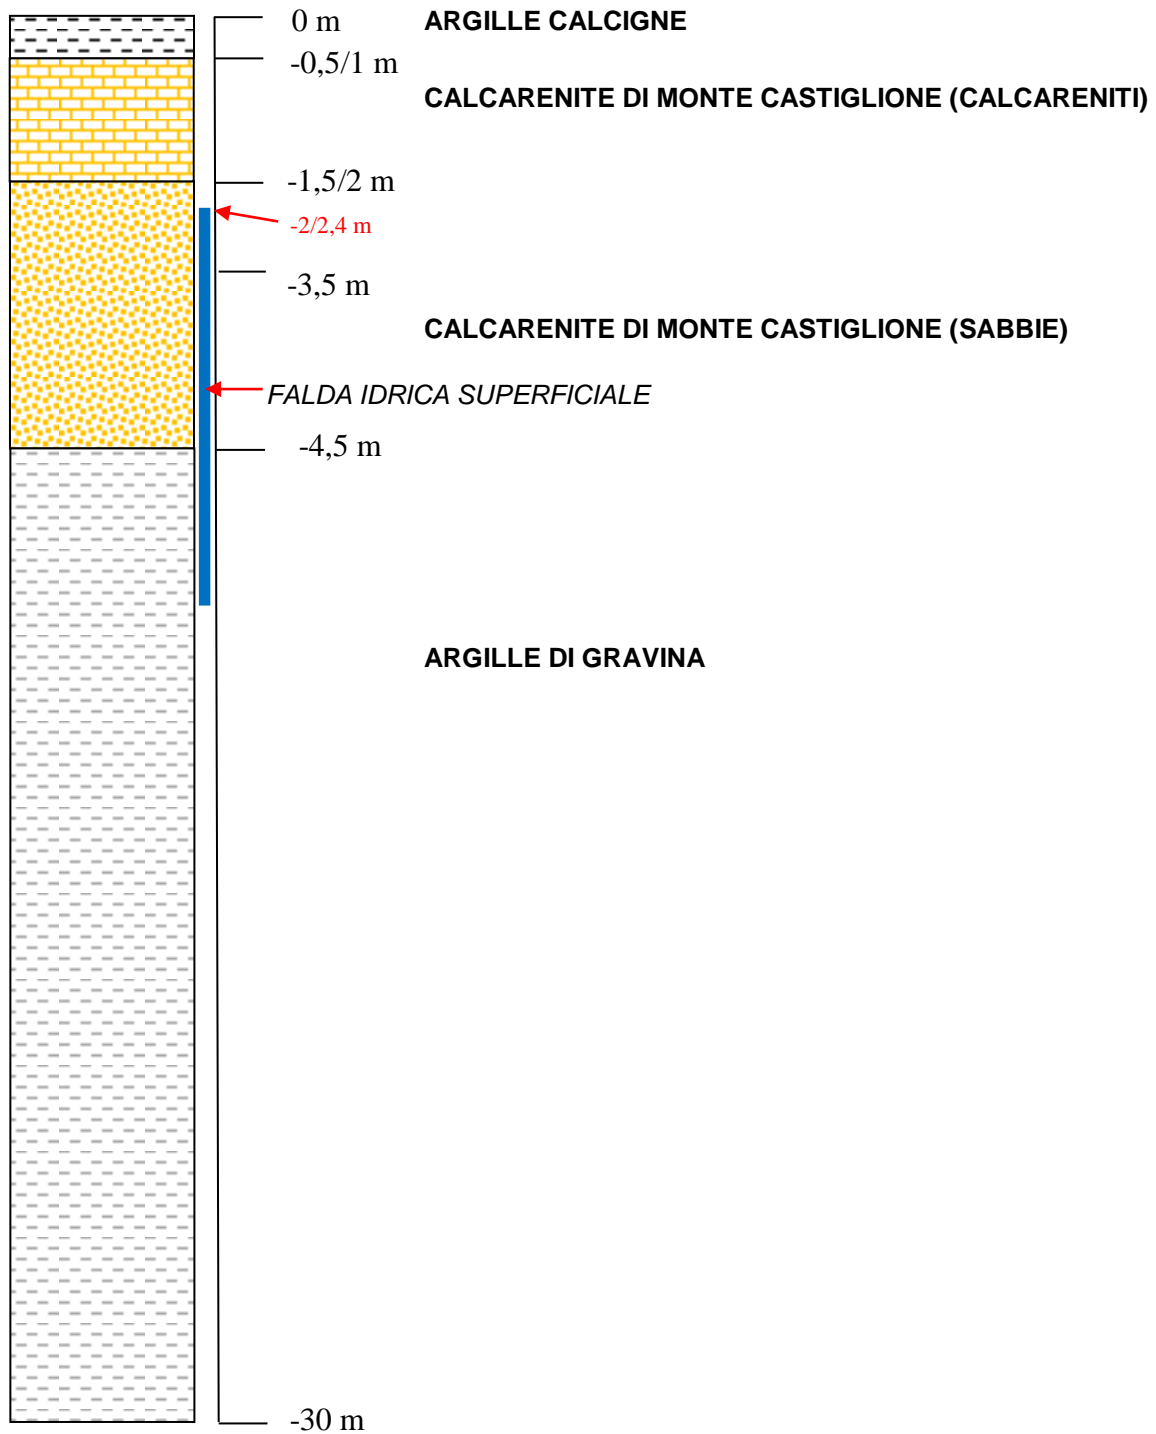 0 m
ARGILLE CALCIGNE
-0,5/1 m
CALCARENITE DI MONTE CASTIGLIONE (CALCARENITI)
-1,5/2 m
-2/2,4 m
-3,5 m
CALCARENITE DI MONTE CASTIGLIONE (SABBIE)
FALDA IDRICA SUPERFICIALE
-4,5 m
ARGILLE DI GRAVINA
-30 m